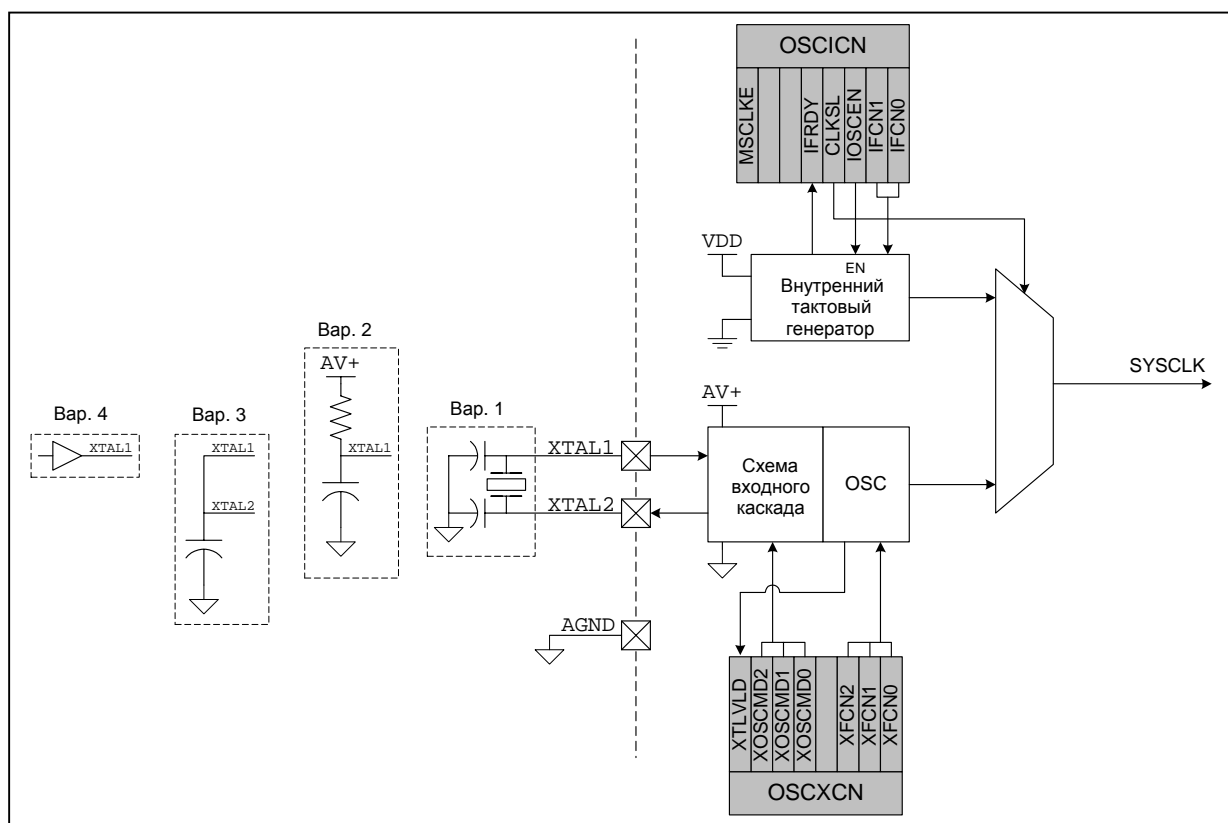 OSCICN
MSCLKE
IFRDY
CLKSL
IOSCEN
IFCN1
IFCN0
VDD
EN
Внутренний
тактовый
генератор
SYSCLK
Вар. 4
XTAL1
Вар. 3
XTAL1
XTAL2
Вар. 2
AV+
XTAL1
Вар. 1
XTAL1
XTAL2
AGND
AV+
Схема
входного
каскада
OSC
XTLVLD
XOSCMD2
XOSCMD1
XOSCMD0
XFCN2
XFCN1
XFCN0
OSCXCN